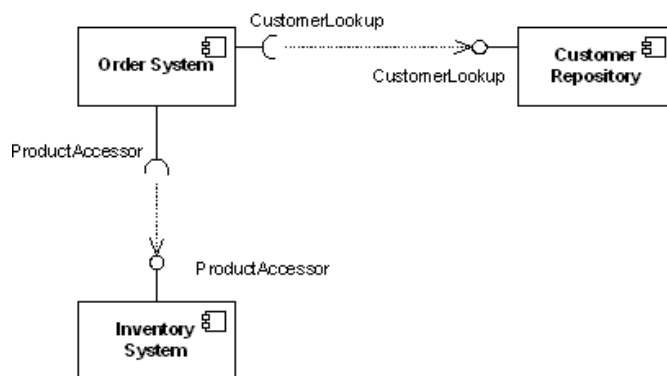 CustomerLookup
Order System
Customer
Repository
CustomerLookup
ProductAccessor
ProductAccessor
Inventory
System